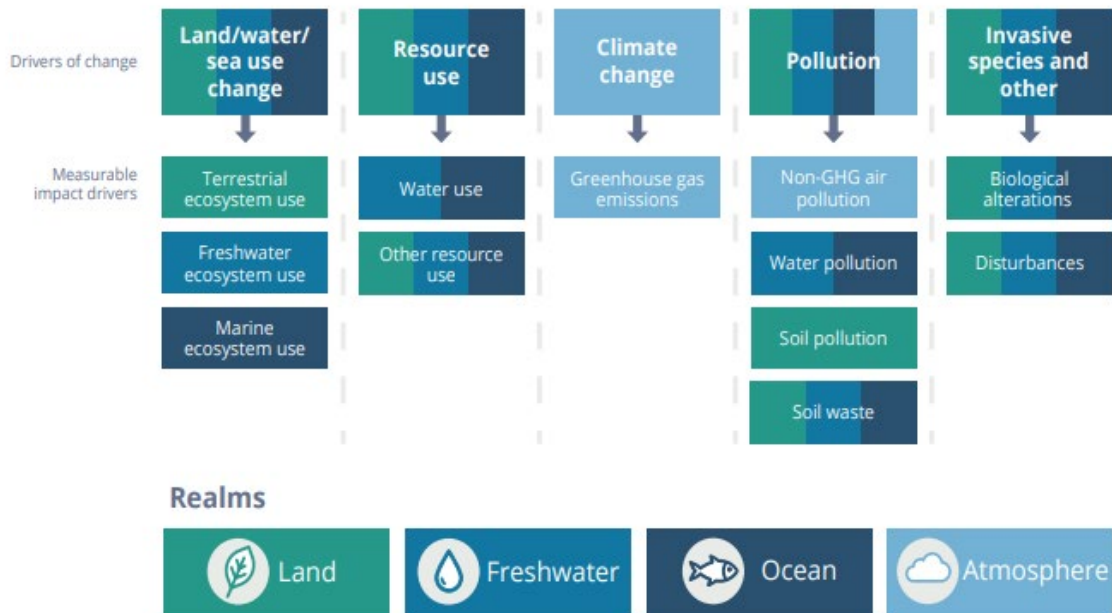 Drivers of change
Land/water/
sea use
change
Resource
use
Climate
change
Pollution
Invasive
species and
other
Measurable
impact drivers
Terrestrial
ecosystem use
Water use
Greenhouse gas
emissions
Non-GHG air
pollution
Biological
alterations
Freshwater
ecosystem use
Other resource
use
Water pollution
Disturbances
Marine
ecosystem use
Soil pollution
Soil waste
Realms
Land
Freshwater
Ocean
Atmosphere